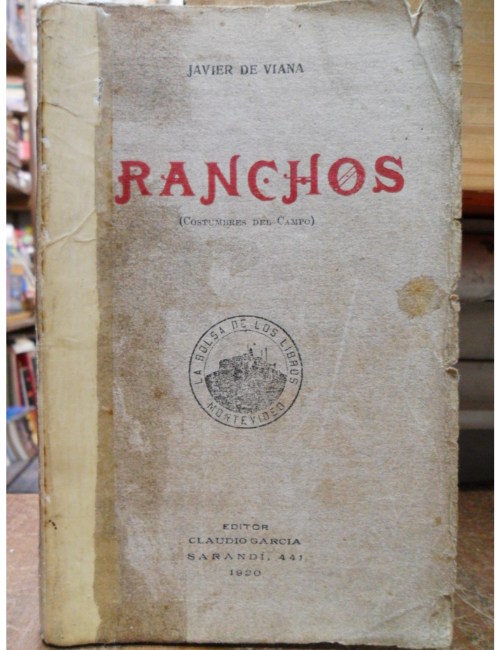 JAVIER DE VIANA
RANCHOS
(COSTUMBRES DEL CAMPO)
LA BOLSA DE LOS LIBROS
MONTEVIDEO
EDITOR
CLAUDIO GARCIA
SARANDÍ, 441
1920